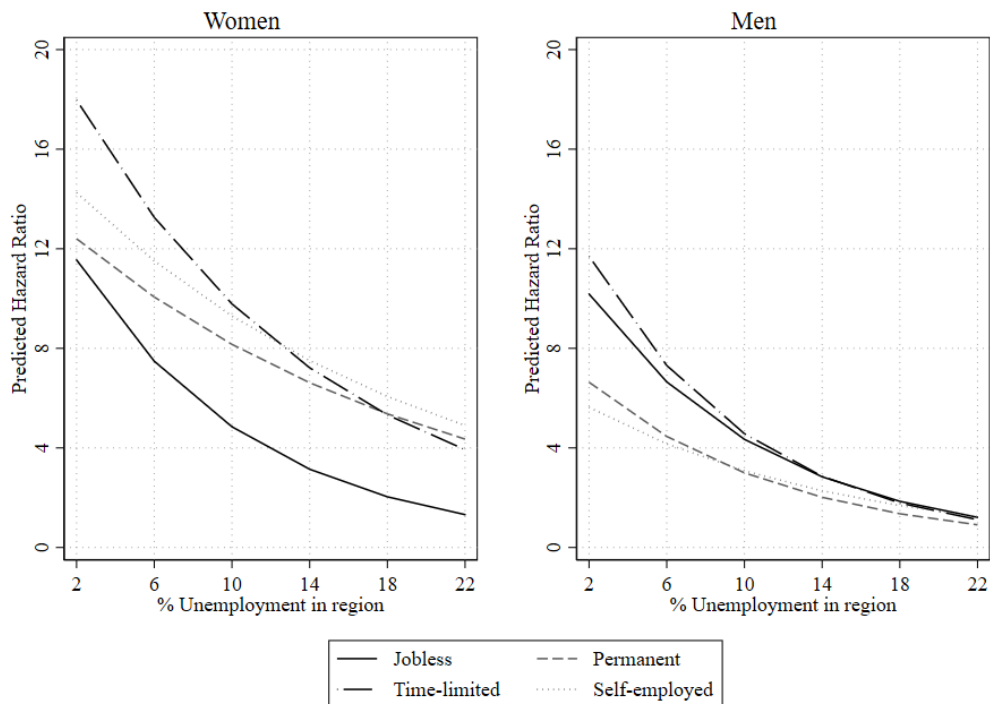 Women
Men
Predicted Hazard Ratio
20
16
12
8
4
0
2 6 10 14 18 22
% Unemployment in region
Predicted Hazard Ratio
20
16
12
8
4
0
2 6 10 14 18 22
% Unemployment in region
Jobless
Permanent
Time-limited
Self-employed